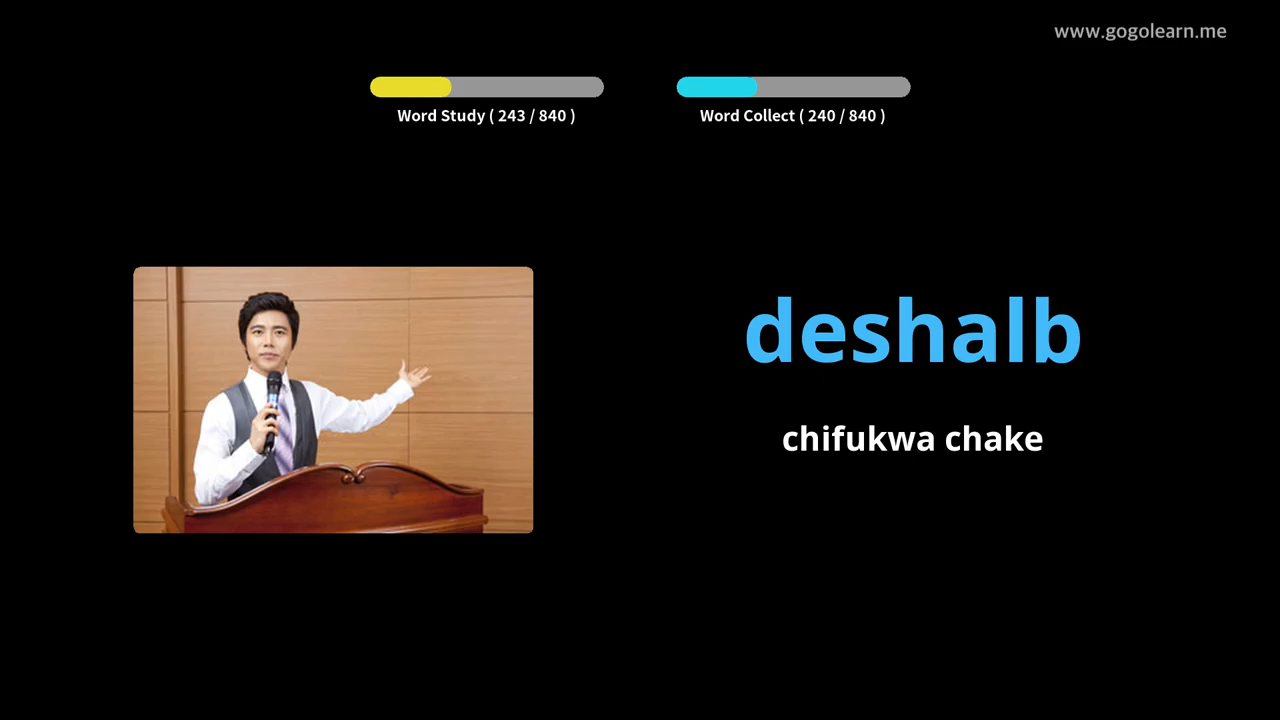 www.gogolearn.me
Word Study ( 243 / 840 )
Word Collect ( 240 / 840 )
deshalb
chifukwa chake